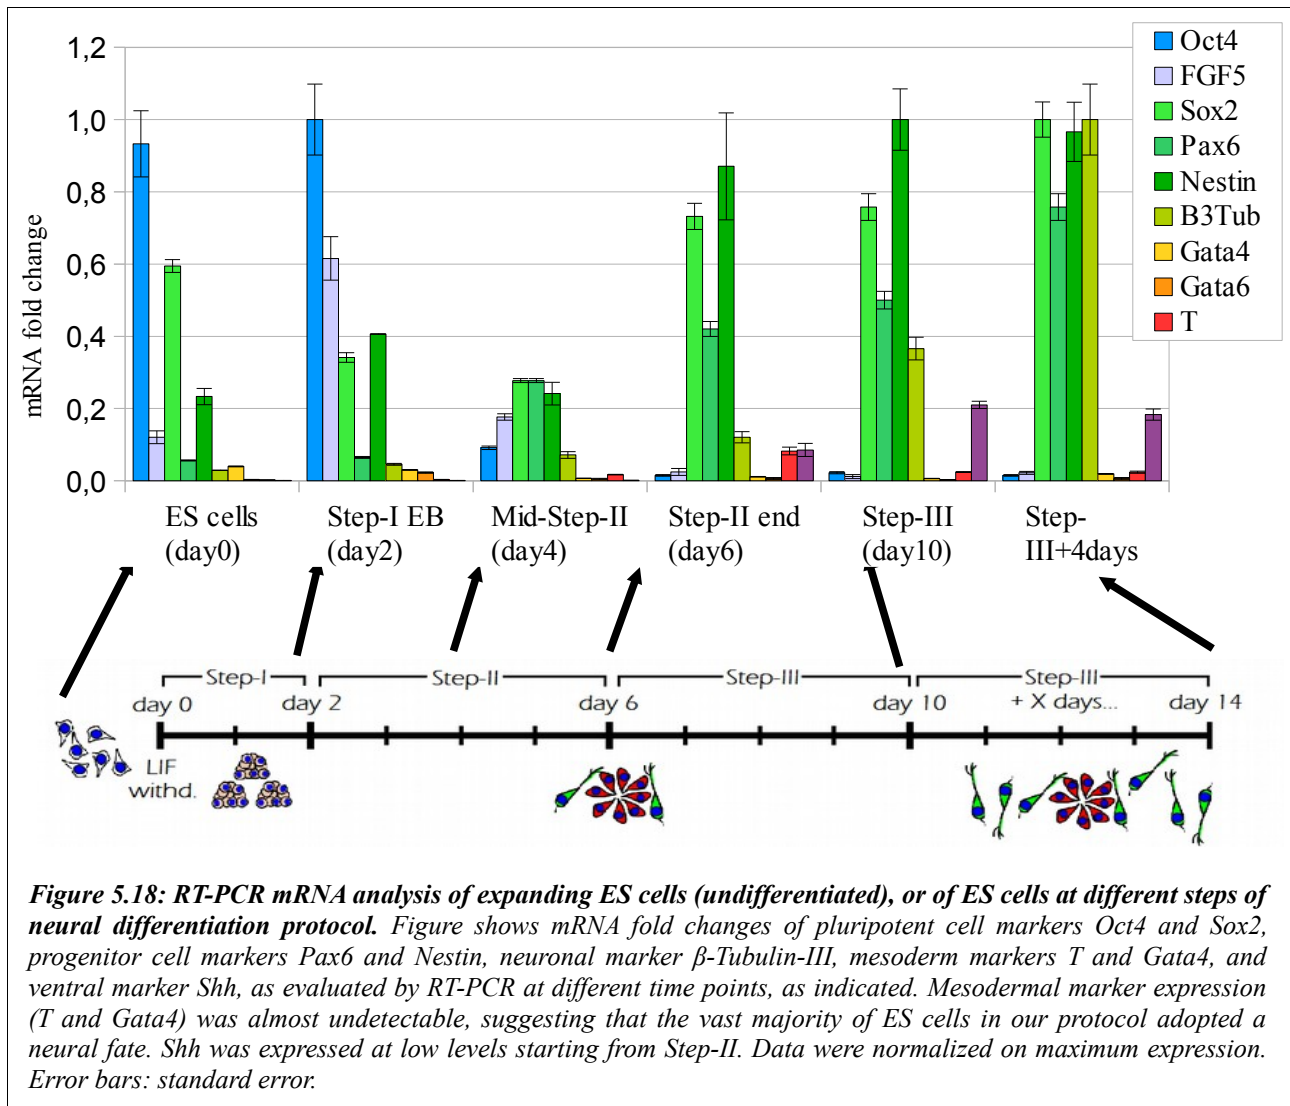 1,2
1,0
0,8
0,6
0,4
0,2
0,0
mRNA fold change
Oct4
FGF5
Sox2
Pax6
Nestin
B3Tub
Gata4
Gata6
T
ES cells
(day0)
Step-I EB
(day2)
Mid-Step-II
(day4)
Step-II end
(day6)
Step-III
(day10)
Step-
III+4days
Step-I
Step-II
Step-III
Step-III
+ X days...
day 0
day 2
day 6
day 10
day 14
LIF
withd.
Figure 5.18: RT-PCR mRNA analysis of expanding ES cells (undifferentiated), or of ES cells at different steps of
neural differentiation protocol. Figure shows mRNA fold changes of pluripotent cell markers Oct4 and Sox2,
progenitor cell markers Pax6 and Nestin, neuronal marker β-Tubulin-III, mesoderm markers T and Gata4, and
ventral marker Shh, as evaluated by RT-PCR at different time points, as indicated. Mesodermal marker expression
(T and Gata4) was almost undetectable, suggesting that the vast majority of ES cells in our protocol adopted a
neural fate. Shh was expressed at low levels starting from Step-II. Data were normalized on maximum expression.
Error bars: standard error.